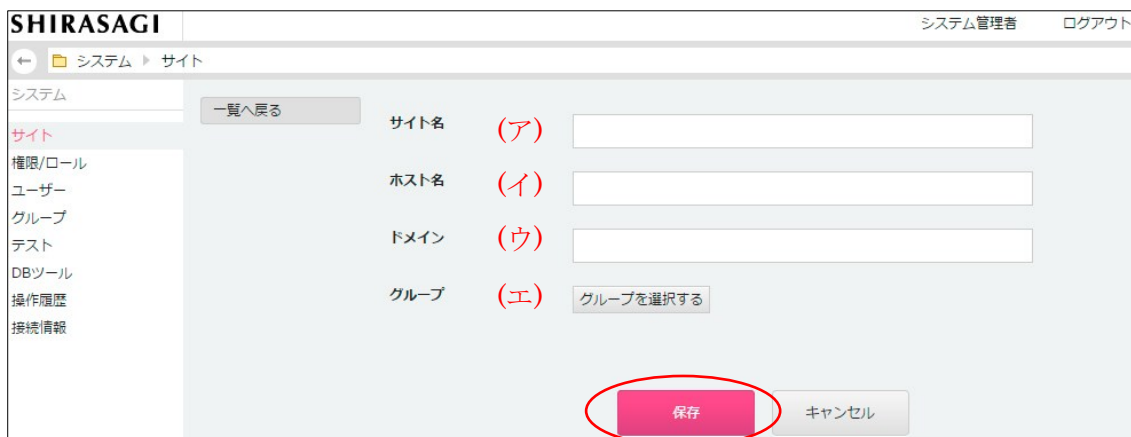 SHIRASAGI
システム管理者 ログアウト
← システム ▶ サイト
システム
サイト
権限/ロール
ユーザー
グループ
テスト
DBツール
操作履歴
接続情報
一覧へ戻る
サイト名 (ア)
ホスト名 (イ)
ドメイン (ウ)
グループ (エ) グループを選択する
保存 キャンセル